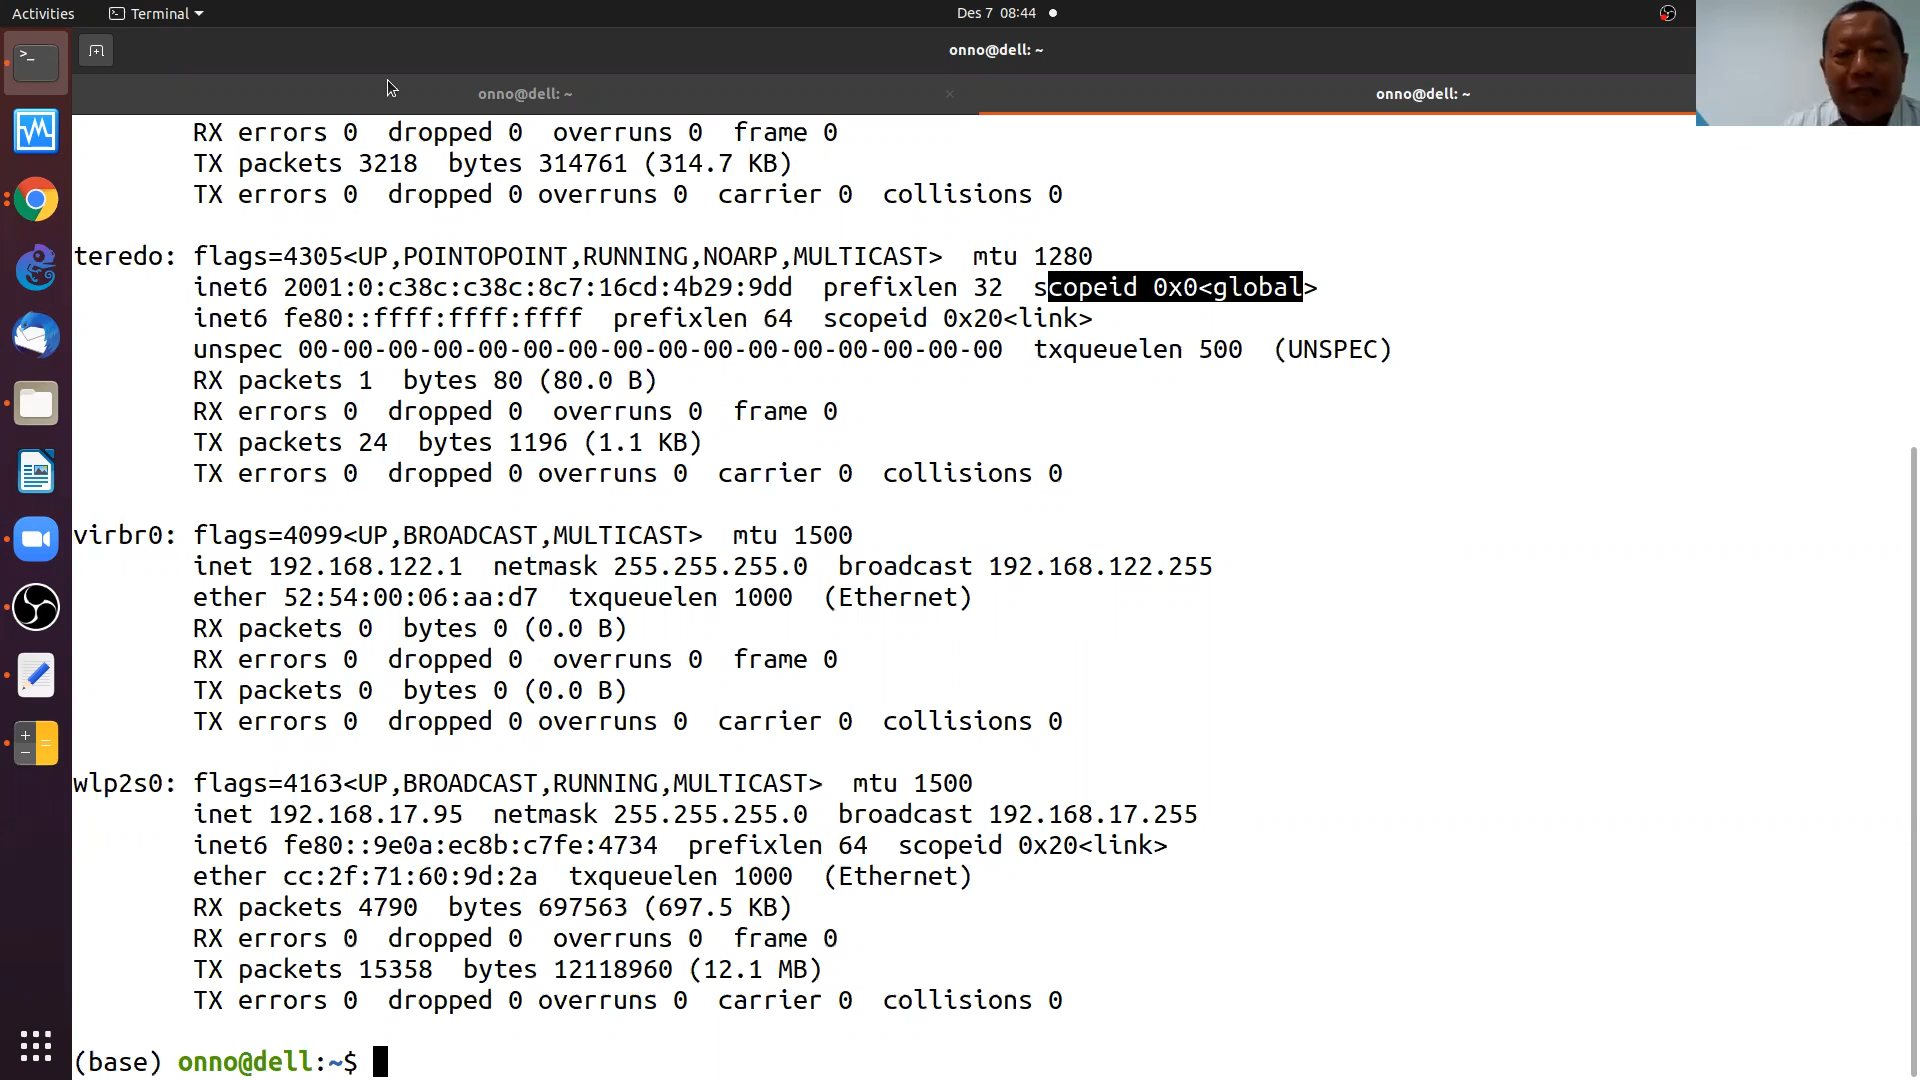 Activities
Terminal
Des 7 08:44
onno@dell: ~
onno@dell: ~
onno@dell: ~
RX errors 0 dropped 0 overruns 0 frame 0
TX packets 3218 bytes 314761 (314.7 KB)
TX errors 0 dropped 0 overruns 0 carrier 0 collisions 0
teredo: flags=4305<UP,POINTOPOINT,RUNNING,NOARP,MULTICAST> mtu 1280
inet6 2001:0:c38c:c38c:8c7:16cd:4b29:9dd prefixlen 32 scopeid 0x0<global>
inet6 fe80::ffff:ffff:ffff prefixlen 64 scopeid 0x20<link>
unspec 00-00-00-00-00-00-00-00-00-00-00-00-00-00-00-00 txqueuelen 500 (UNSPEC)
RX packets 1 bytes 80 (80.0 B)
RX errors 0 dropped 0 overruns 0 frame 0
TX packets 24 bytes 1196 (1.1 KB)
TX errors 0 dropped 0 overruns 0 carrier 0 collisions 0
virbr0: flags=4099<UP,BROADCAST,MULTICAST> mtu 1500
inet 192.168.122.1 netmask 255.255.255.0 broadcast 192.168.122.255
ether 52:54:00:06:aa:d7 txqueuelen 1000 (Ethernet)
RX packets 0 bytes 0 (0.0 B)
RX errors 0 dropped 0 overruns 0 frame 0
TX packets 0 bytes 0 (0.0 B)
TX errors 0 dropped 0 overruns 0 carrier 0 collisions 0
wlp2s0: flags=4163<UP,BROADCAST,RUNNING,MULTICAST> mtu 1500
inet 192.168.17.95 netmask 255.255.255.0 broadcast 192.168.17.255
inet6 fe80::9e0a:ec8b:c7fe:4734 prefixlen 64 scopeid 0x20<link>
ether cc:2f:71:60:9d:2a txqueuelen 1000 (Ethernet)
RX packets 4790 bytes 697563 (697.5 KB)
RX errors 0 dropped 0 overruns 0 frame 0
TX packets 15358 bytes 12118960 (12.1 MB)
TX errors 0 dropped 0 overruns 0 carrier 0 collisions 0
(base) onno@dell:~$